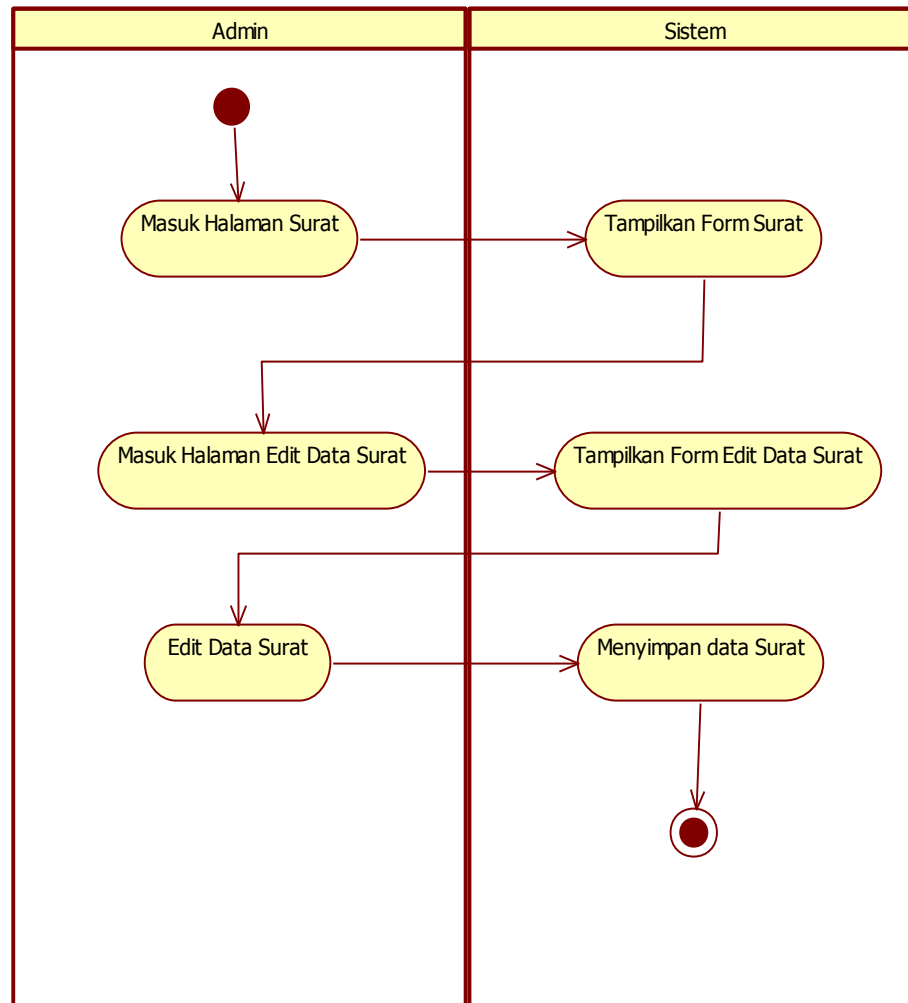 Admin
Sistem
Masuk Halaman Surat
Tampilkan Form Surat
Masuk Halaman Edit Data Surat
Tampilkan Form Edit Data Surat
Edit Data Surat
Menyimpan data Surat